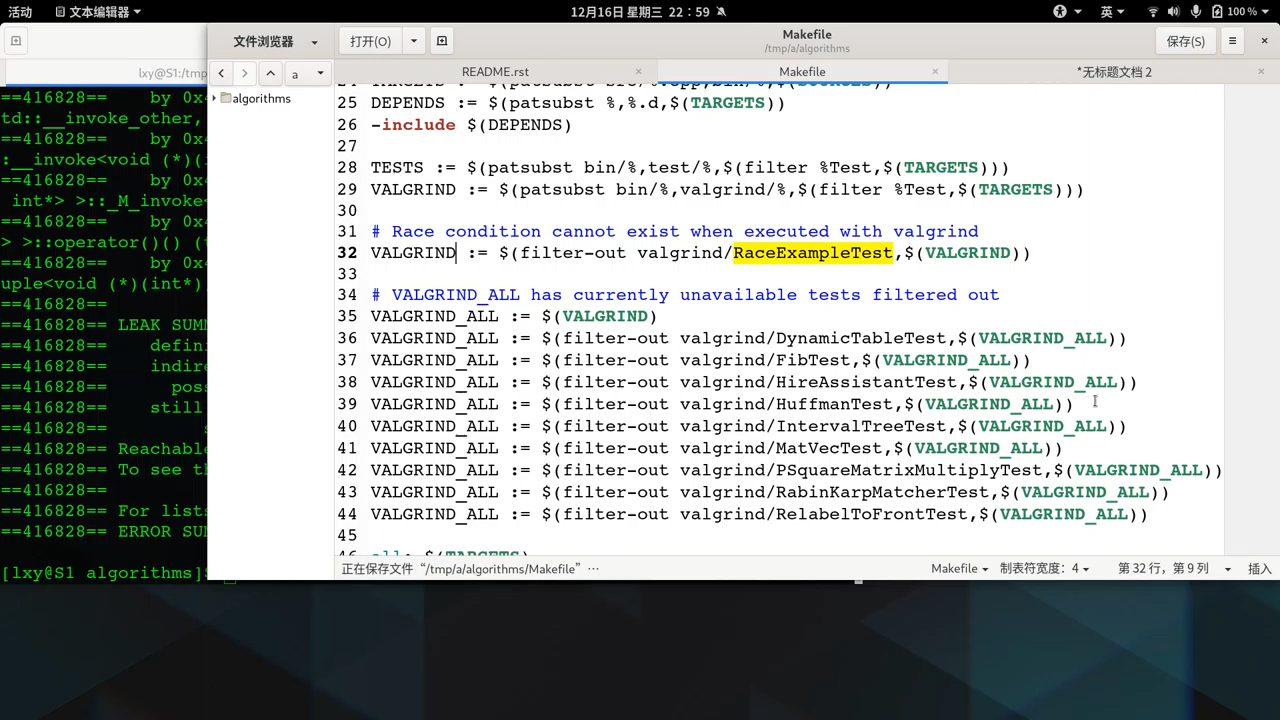 活动 文本编辑器 12月16日 星期三 22：59 英 100 %
文件浏览器 打开(O) Makefile /tmp/a/algorithms 保存(S)
lxy@S1:/tmp
a README.rst Makefile *无标题文档 2
algorithms
==416828== by 0x4
td::__invoke_other,
==416828== by 0x4
:__invoke<void (*)(i
==416828== by 0x4
int*> >::_M_invoke<
==416828== by 0x4
> >::operator()() (t
==416828== by 0x4
uple<void (*)(int*)
==416828== LEAK SUMM
==416828== defini
==416828== indire
==416828== poss
==416828== still
==416828== s
==416828== Reachable
==416828== To see th
==416828==
==416828== For lists
==416828== ERROR SUM
[lxy@S1 algorithms]$
25 DEPENDS := $(patsubst %,%.d,$(TARGETS))
26 -include $(DEPENDS)
27
28 TESTS := $(patsubst bin/%,test/%,$(filter %Test,$(TARGETS)))
29 VALGRIND := $(patsubst bin/%,valgrind/%,$(filter %Test,$(TARGETS)))
30
31 # Race condition cannot exist when executed with valgrind
32 VALGRIND := $(filter-out valgrind/RaceExampleTest,$(VALGRIND))
33
34 # VALGRIND_ALL has currently unavailable tests filtered out
35 VALGRIND_ALL := $(VALGRIND)
36 VALGRIND_ALL := $(filter-out valgrind/DynamicTableTest,$(VALGRIND_ALL))
37 VALGRIND_ALL := $(filter-out valgrind/FibTest,$(VALGRIND_ALL))
38 VALGRIND_ALL := $(filter-out valgrind/HireAssistantTest,$(VALGRIND_ALL))
39 VALGRIND_ALL := $(filter-out valgrind/HuffmanTest,$(VALGRIND_ALL))
40 VALGRIND_ALL := $(filter-out valgrind/IntervalTreeTest,$(VALGRIND_ALL))
41 VALGRIND_ALL := $(filter-out valgrind/MatVecTest,$(VALGRIND_ALL))
42 VALGRIND_ALL := $(filter-out valgrind/PSquareMatrixMultiplyTest,$(VALGRIND_ALL))
43 VALGRIND_ALL := $(filter-out valgrind/RabinKarpMatcherTest,$(VALGRIND_ALL))
44 VALGRIND_ALL := $(filter-out valgrind/RelabelToFrontTest,$(VALGRIND_ALL))
45
46 all: $(TARGETS)
正在保存文件 “/tmp/a/algorithms/Makefile” … Makefile 制表符宽度：4 第 32 行，第 9 列 插入